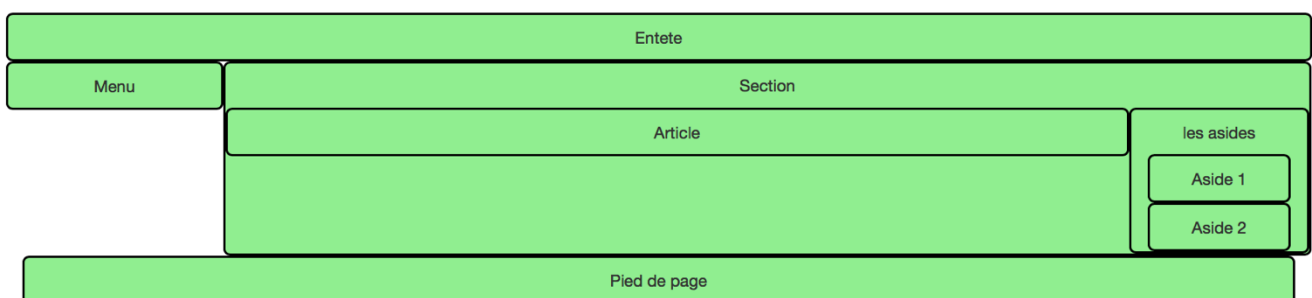 Entete
Menu
Section
Article
les asides
Aside 1
Aside 2
Pied de page